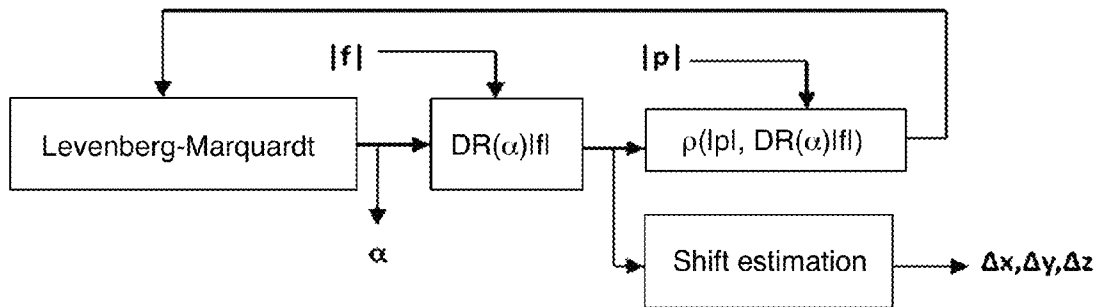 |f|
|p|
Levenberg-Marquardt
DR(α)|f|
ρ(|p|, DR(α)|f|)
α
Shift estimation
Δx,Δy,Δz